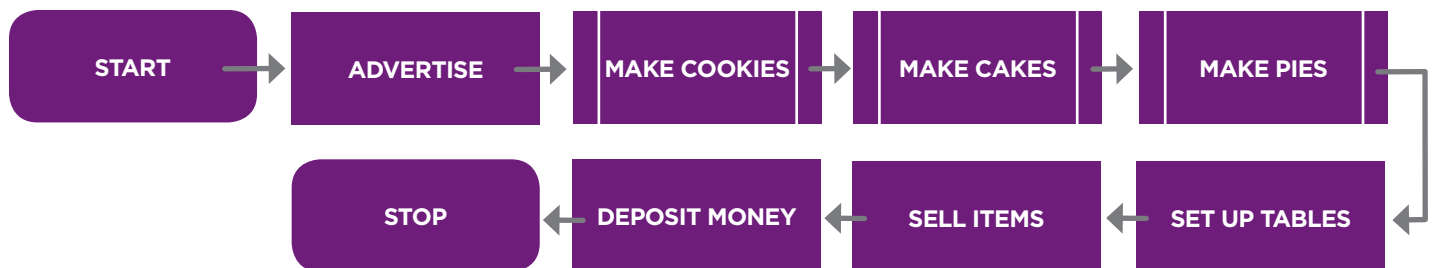 START
ADVERTISE
MAKE COOKIES
MAKE CAKES
MAKE PIES
SET UP TABLES
SELL ITEMS
DEPOSIT MONEY
STOP